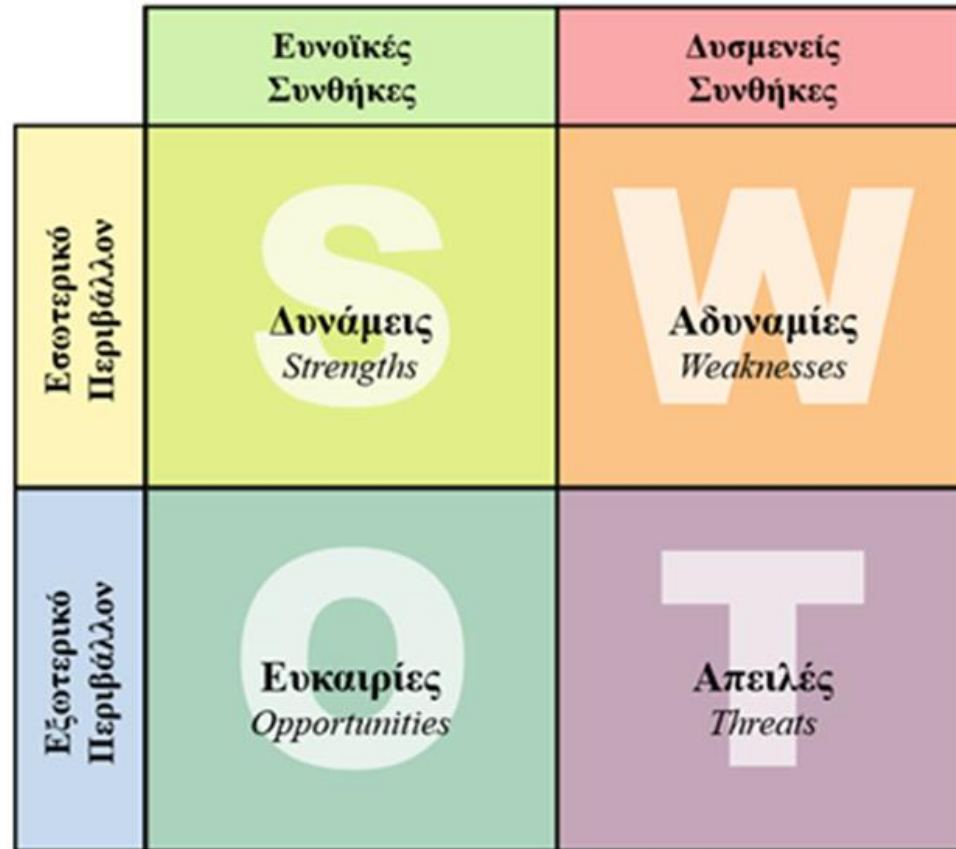 Ευνοϊκές
Συνθήκες
Δυσμενείς
Συνθήκες
Εσωτερικό
Περιβάλλον
S
Δυνάμεις
Strengths
W
Αδυναμίες
Weaknesses
Εξωτερικό
Περιβάλλον
O
Ευκαιρίες
Opportunities
T
Απειλές
Threats